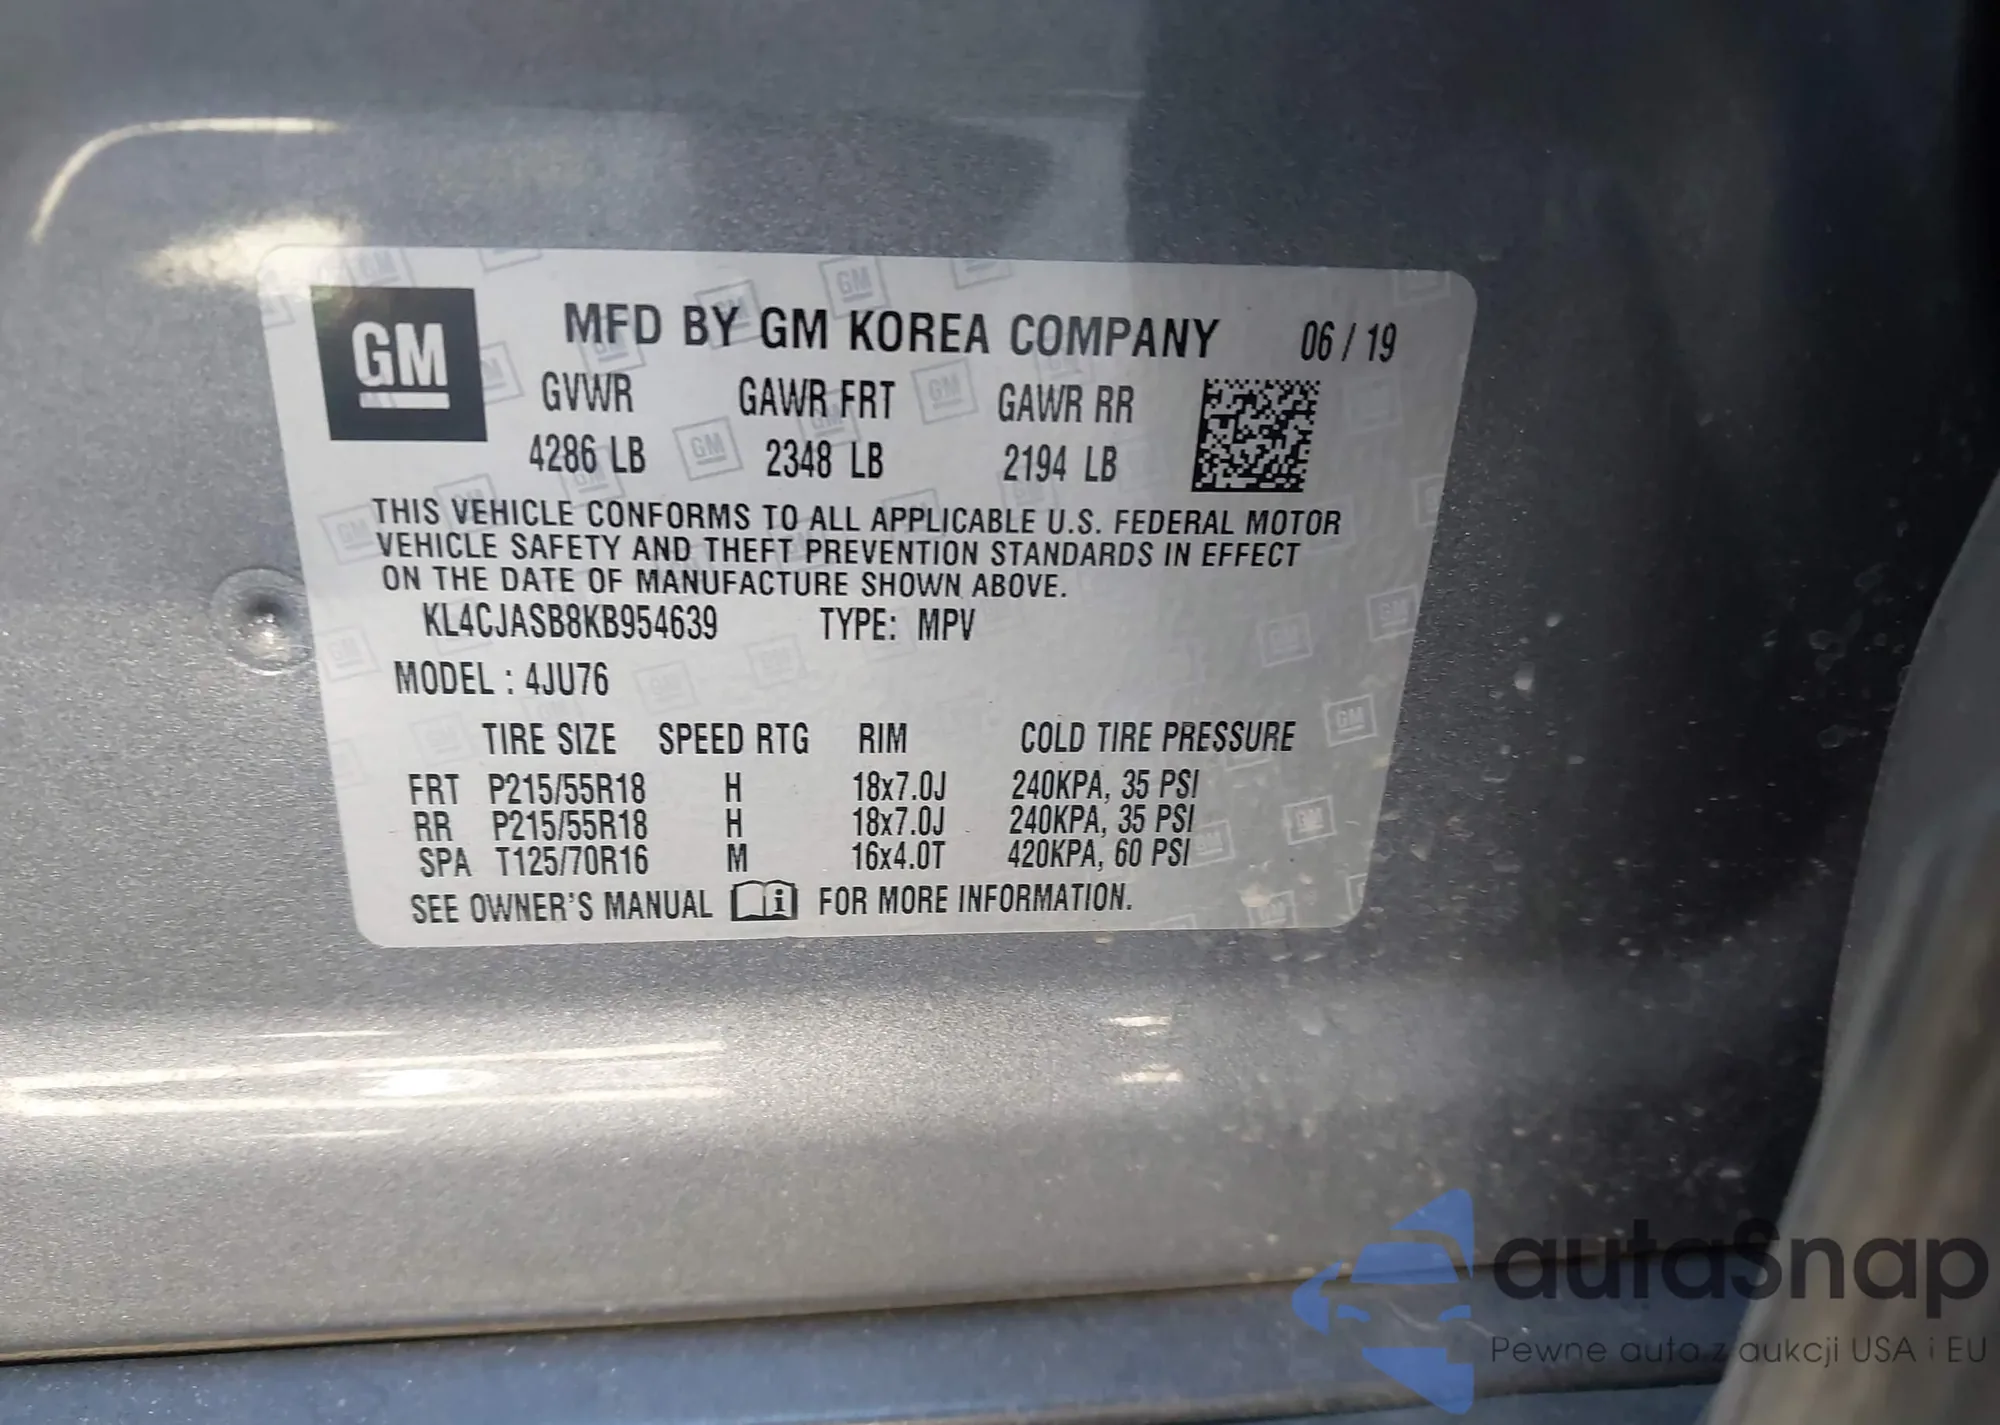 GM
MFD BY GM KOREA COMPANY 06 / 19
GVWR GAWR FRT GAWR RR
4286 LB 2348 LB 2194 LB
THIS VEHICLE CONFORMS TO ALL APPLICABLE U.S. FEDERAL MOTOR
VEHICLE SAFETY AND THEFT PREVENTION STANDARDS IN EFFECT
ON THE DATE OF MANUFACTURE SHOWN ABOVE.
KL4CJASB8KB954639 TYPE: MPV
MODEL : 4JU76
TIRE SIZE SPEED RTG RIM COLD TIRE PRESSURE
FRT P215/55R18 H 18x7.0J 240KPA, 35 PSI
RR P215/55R18 H 18x7.0J 240KPA, 35 PSI
SPA T125/70R16 M 16x4.0T 420KPA, 60 PSI
SEE OWNER'S MANUAL i FOR MORE INFORMATION.
autaSnap
Pewne auta z aukcji USA i EU